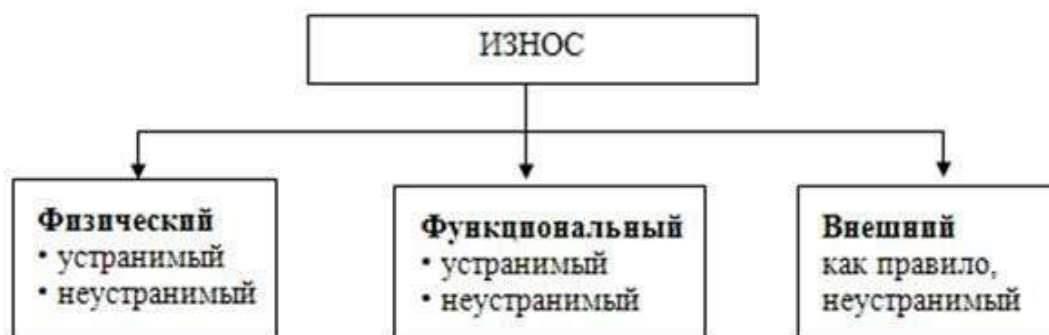 ИЗНОС
Физический
• устранимый
• неустранимый
Функциональный
• устранимый
• неустранимый
Внешний
как правило,
неустранимый